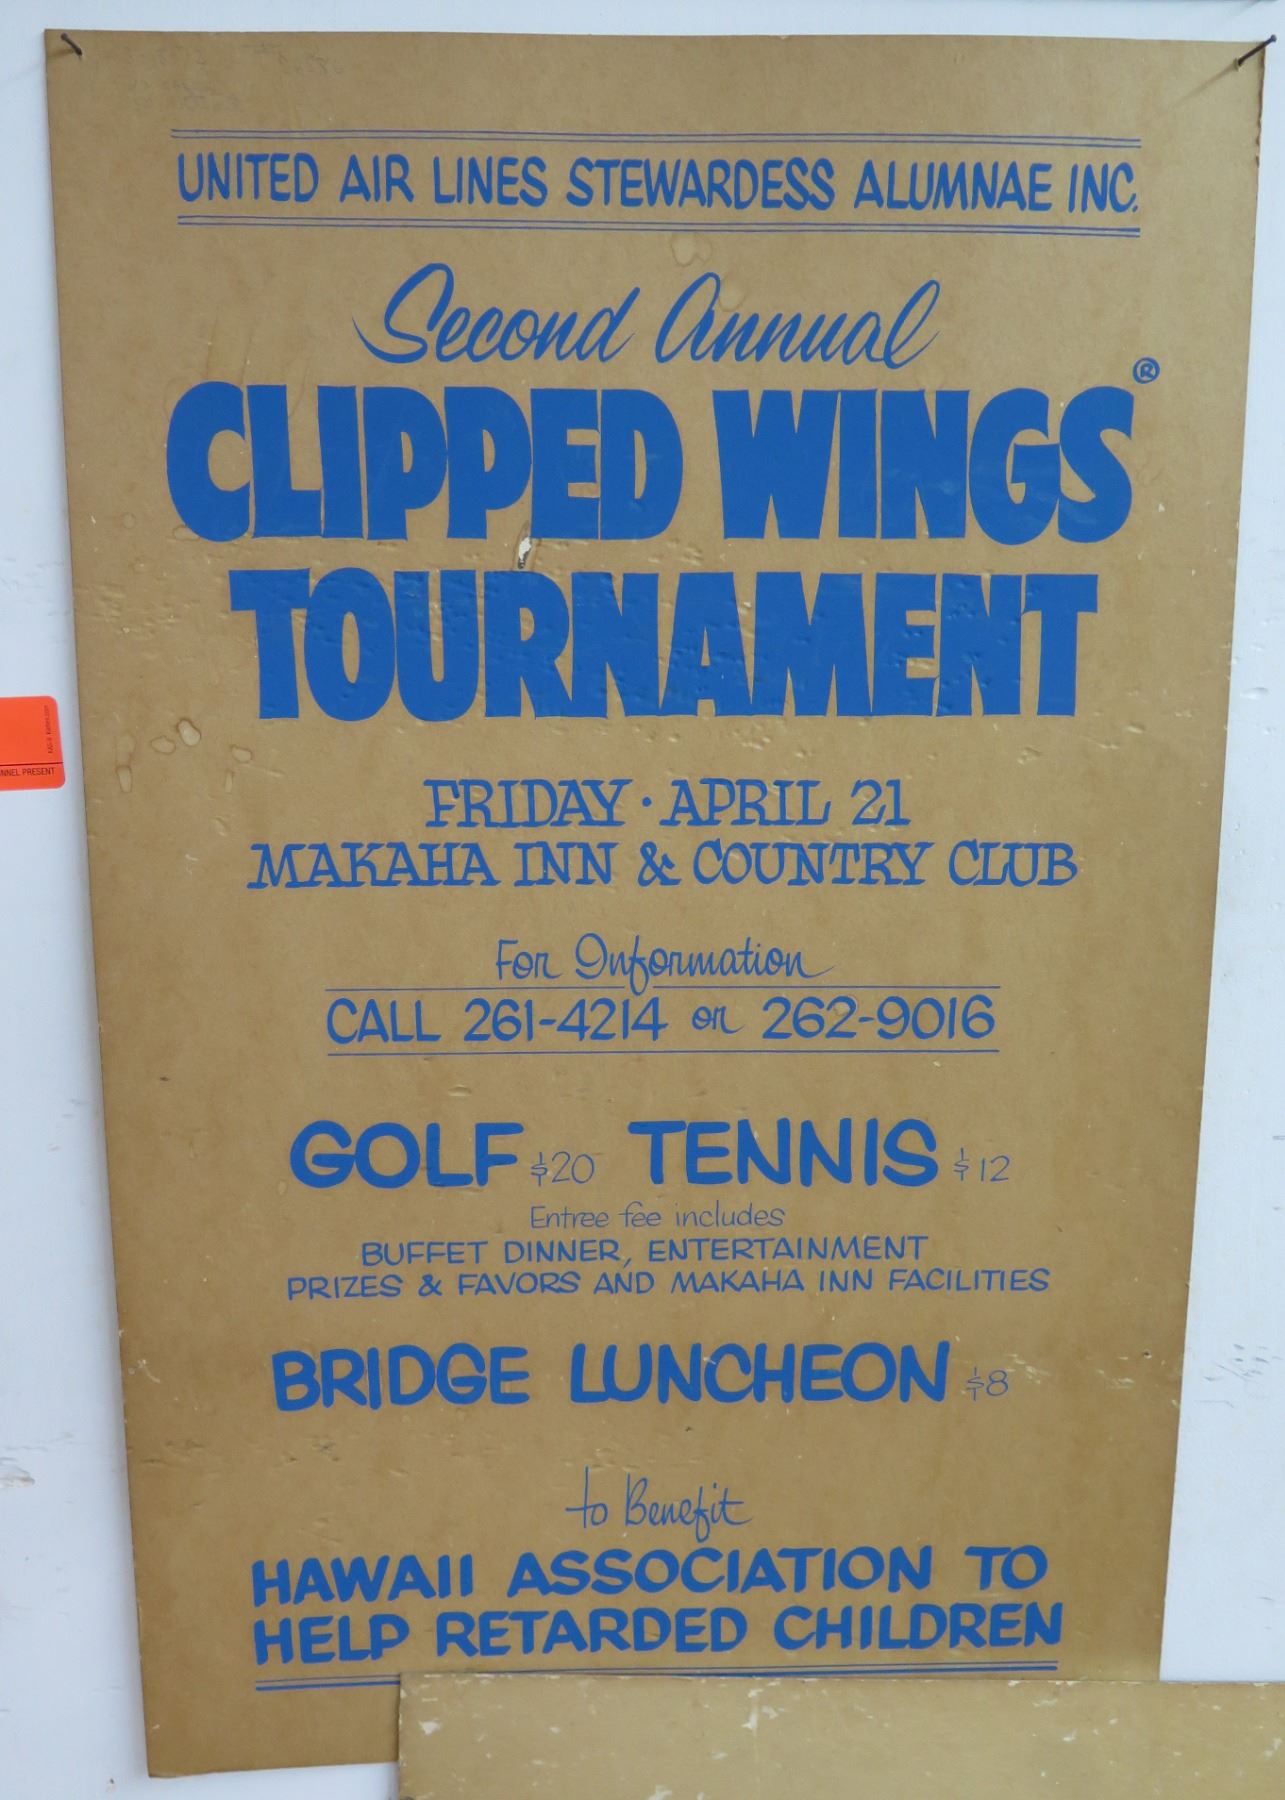 UNITED AIR LINES STEWARDESS ALUMNAE INC.
Second Annual
CLIPPED WINGS®
TOURNAMENT
FRIDAY · APRIL 21
MAKAHA INN & COUNTRY CLUB
For Information
CALL 261-4214 or 262-9016
GOLF $20 TENNIS $12
Entree fee includes
BUFFET DINNER, ENTERTAINMENT
PRIZES & FAVORS AND MAKAHA INN FACILITIES
BRIDGE LUNCHEON $8
to Benefit
HAWAII ASSOCIATION TO
HELP RETARDED CHILDREN
PRESENT